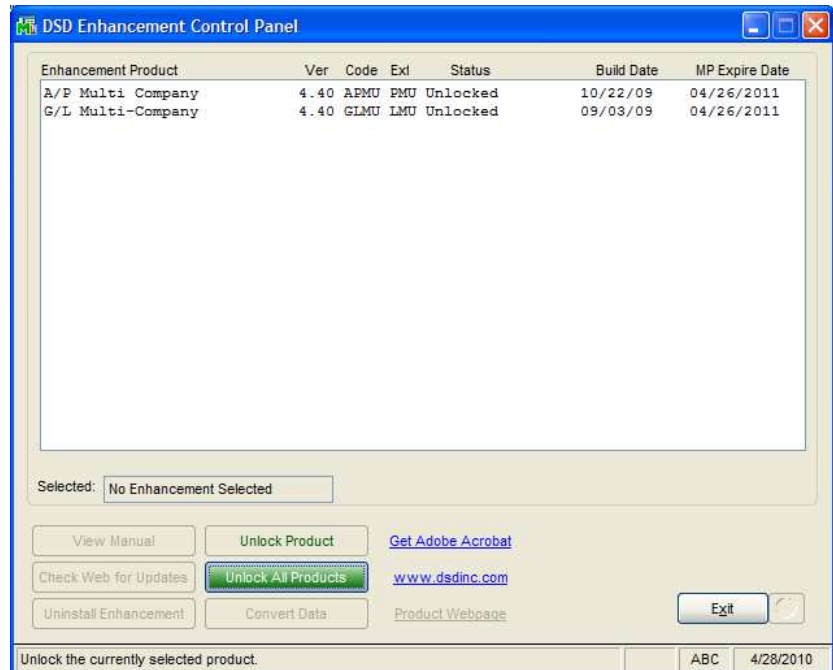 DSD Enhancement Control Panel
Enhancement Product Ver Code Ext Status Build Date MP Expire Date
A/P Multi Company 4.40 APMU PMU Unlocked 10/22/09 04/26/2011
G/L Multi-Company 4.40 GLMU LMU Unlocked 09/03/09 04/26/2011
Selected: No Enhancement Selected
View Manual Unlock Product Get Adobe Acrobat
Check Web for Updates Unlock All Products www.dsdinc.com
Uninstall Enhancement Convert Data Product Webpage Exit
Unlock the currently selected product. ABC 4/28/2010